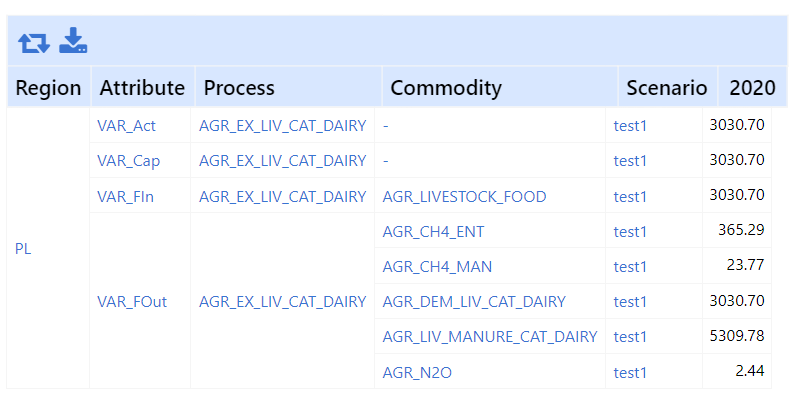 Region Attribute Process Commodity Scenario 2020
VAR_Act AGR_EX_LIV_CAT_DAIRY - test1 3030.70
VAR_Cap AGR_EX_LIV_CAT_DAIRY - test1 3030.70
VAR_FIn AGR_EX_LIV_CAT_DAIRY AGR_LIVESTOCK_FOOD test1 3030.70
AGR_CH4_ENT test1 365.29
PL
AGR_CH4_MAN test1 23.77
VAR_FOut AGR_EX_LIV_CAT_DAIRY AGR_DEM_LIV_CAT_DAIRY test1 3030.70
AGR_LIV_MANURE_CAT_DAIRY test1 5309.78
AGR_N2O test1 2.44